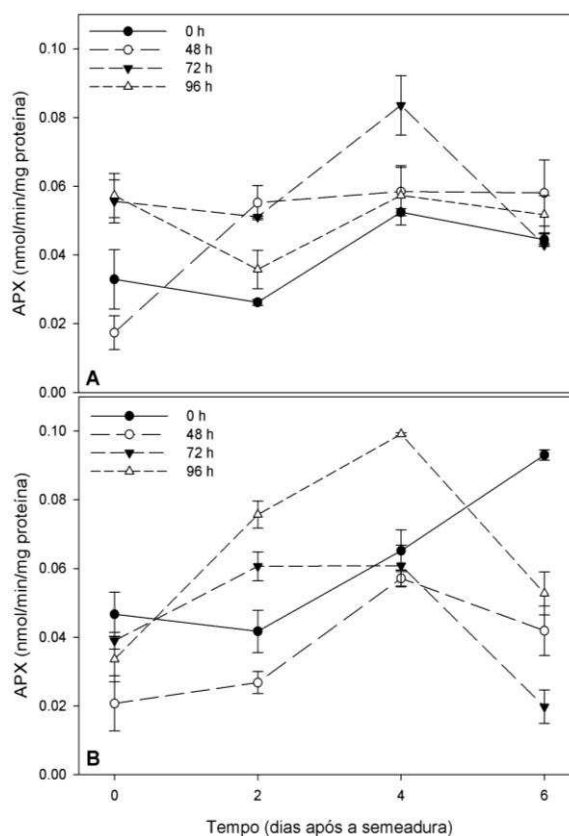 0.10
0 h
48 h
72 h
96 h
0.08
0.06
0.04
0.02
0.00
APX (nmol/min/mg proteína)
A
0.10
0 h
48 h
72 h
96 h
0.08
0.06
0.04
0.02
0.00
APX (nmol/min/mg proteína)
B
0 2 4 6
Tempo (dias após a semeadura)